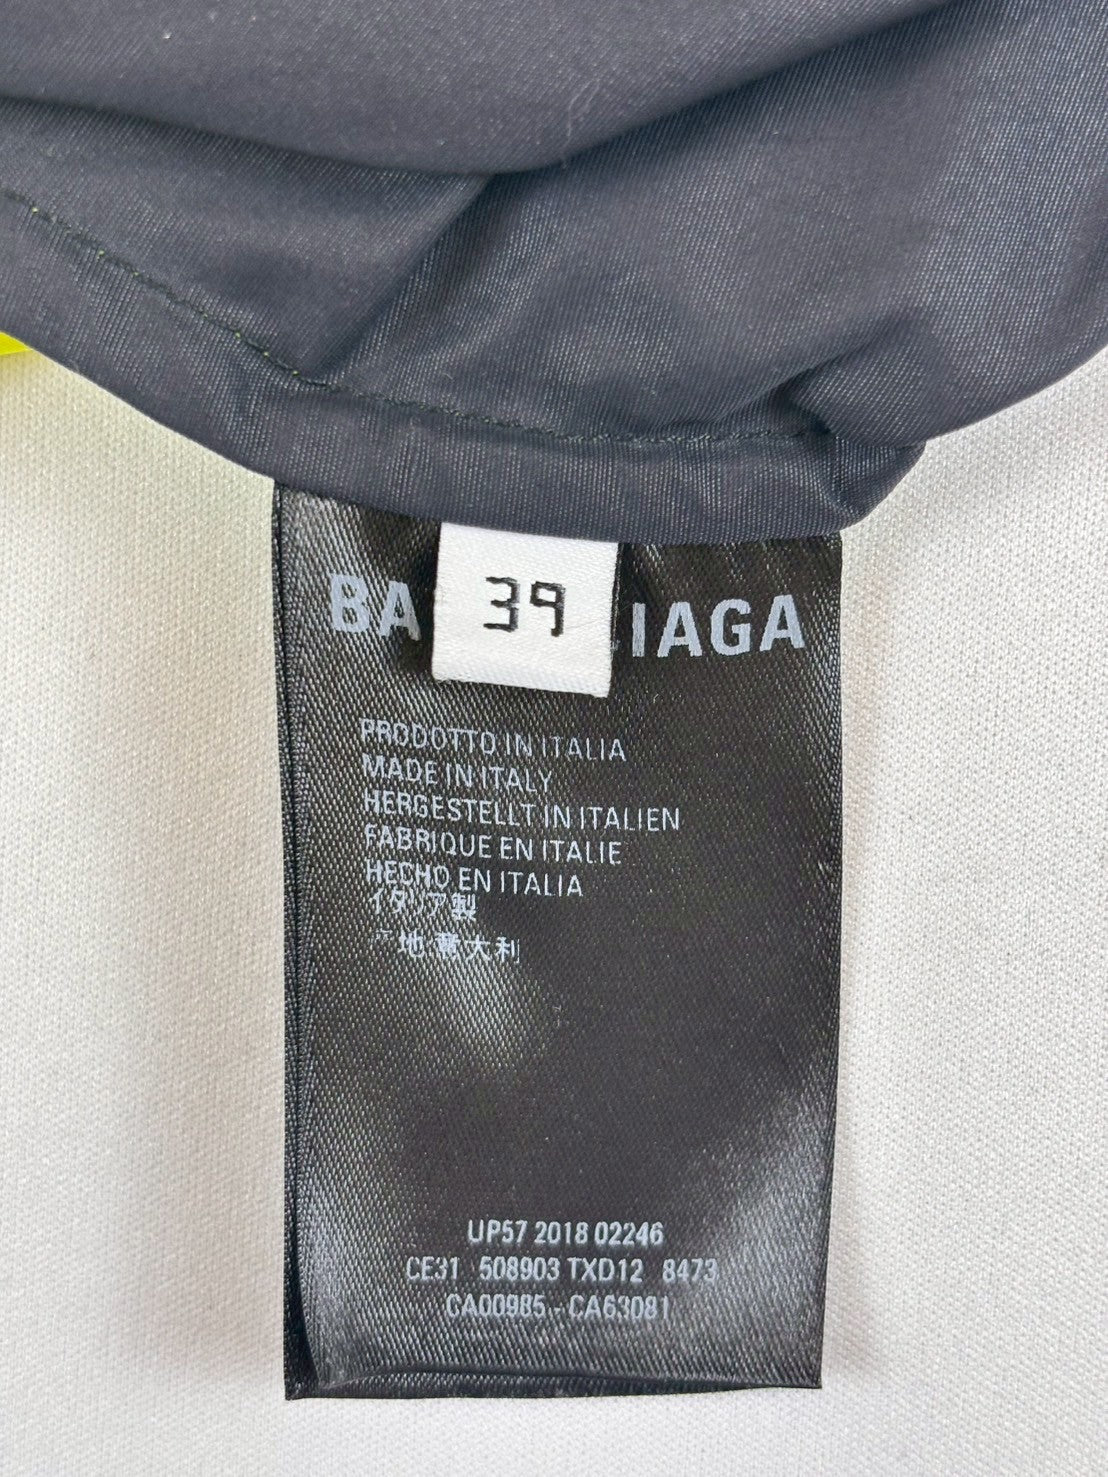 39
BA IAGA
PRODOTTO IN ITALIA
MADE IN ITALY
HERGESTELLT IN ITALIEN
FABRIQUE EN ITALIE
HECHO EN ITALIA
イタリア製
地:意大利
UP57 2018 02246
CE31 508903 TXD12 8473
CA00985 - CA63081